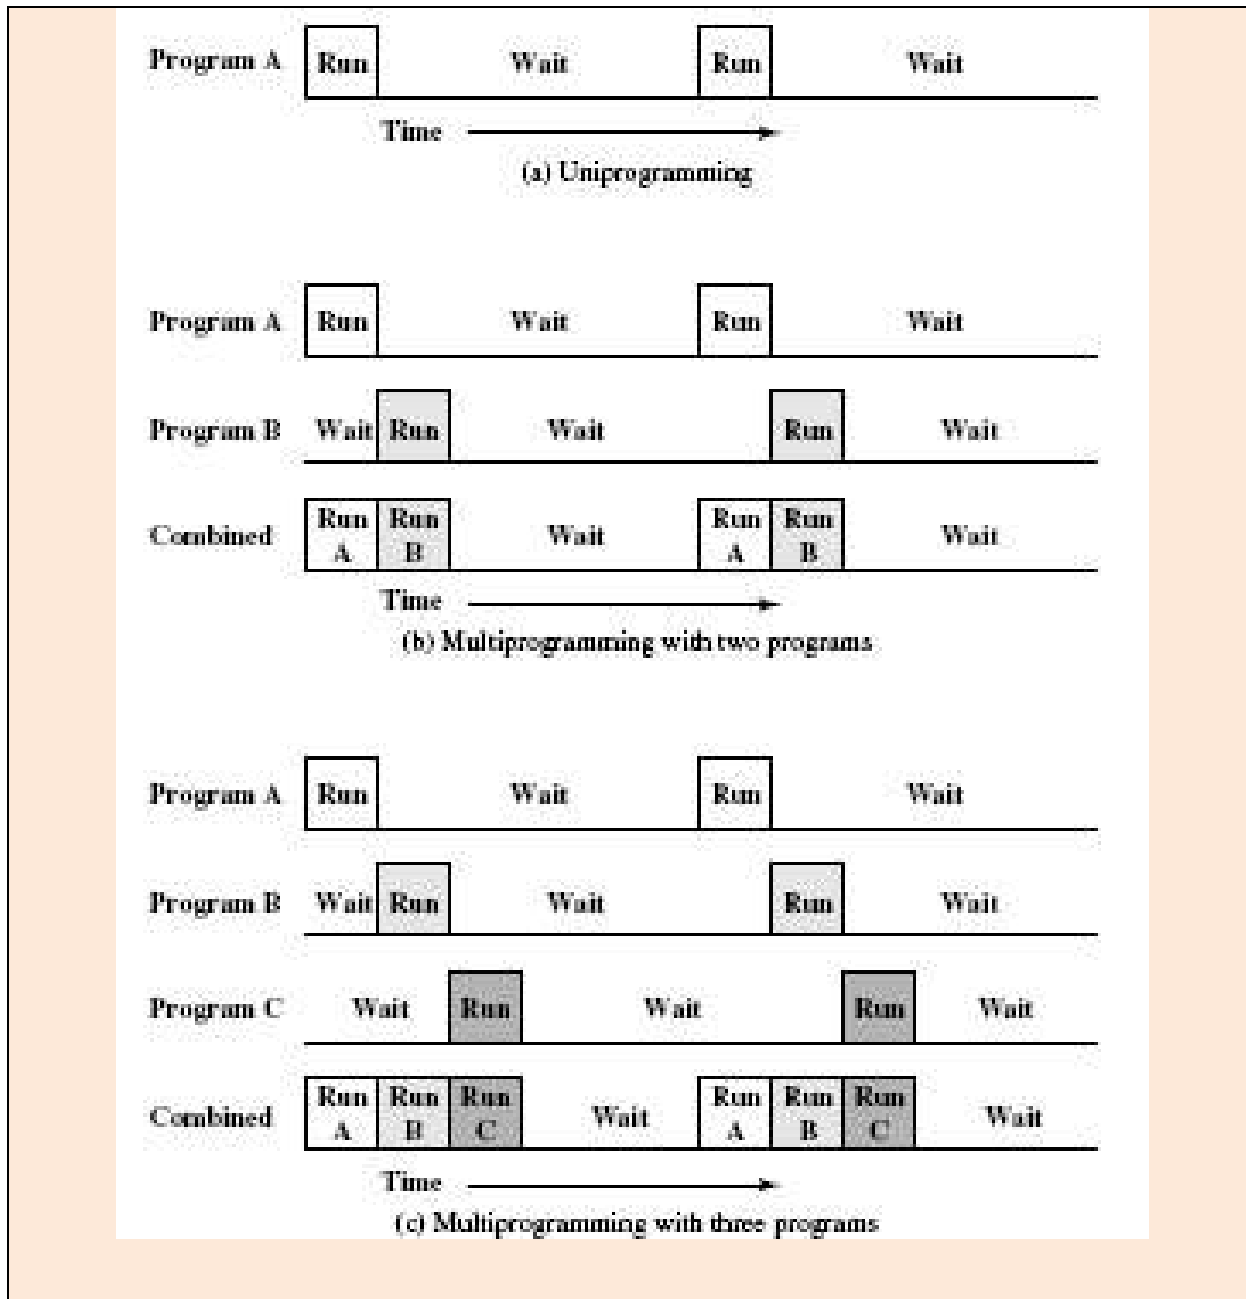 Program A Run Wait Run Wait
Time
(a) Uniprogramming
Program A Run Wait Run Wait
Program B Wait Run Wait Run Wait
Combined Run A Run B Wait Run A Run B Wait
Time
(b) Multiprogramming with two programs
Program A Run Wait Run Wait
Program B Wait Run Wait Run Wait
Program C Wait Run Wait Run Wait
Combined Run A Run B Run C Wait Run A Run B Run C Wait
Time
(c) Multiprogramming with three programs